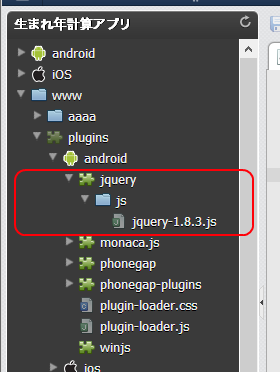 生まれ年計算アプリ
android
iOS
www
aaaa
plugins
android
jquery
js
jquery-1.8.3.js
monaca.js
phonegap
phonegap-plugins
plugin-loader.css
plugin-loader.js
winjs
ios